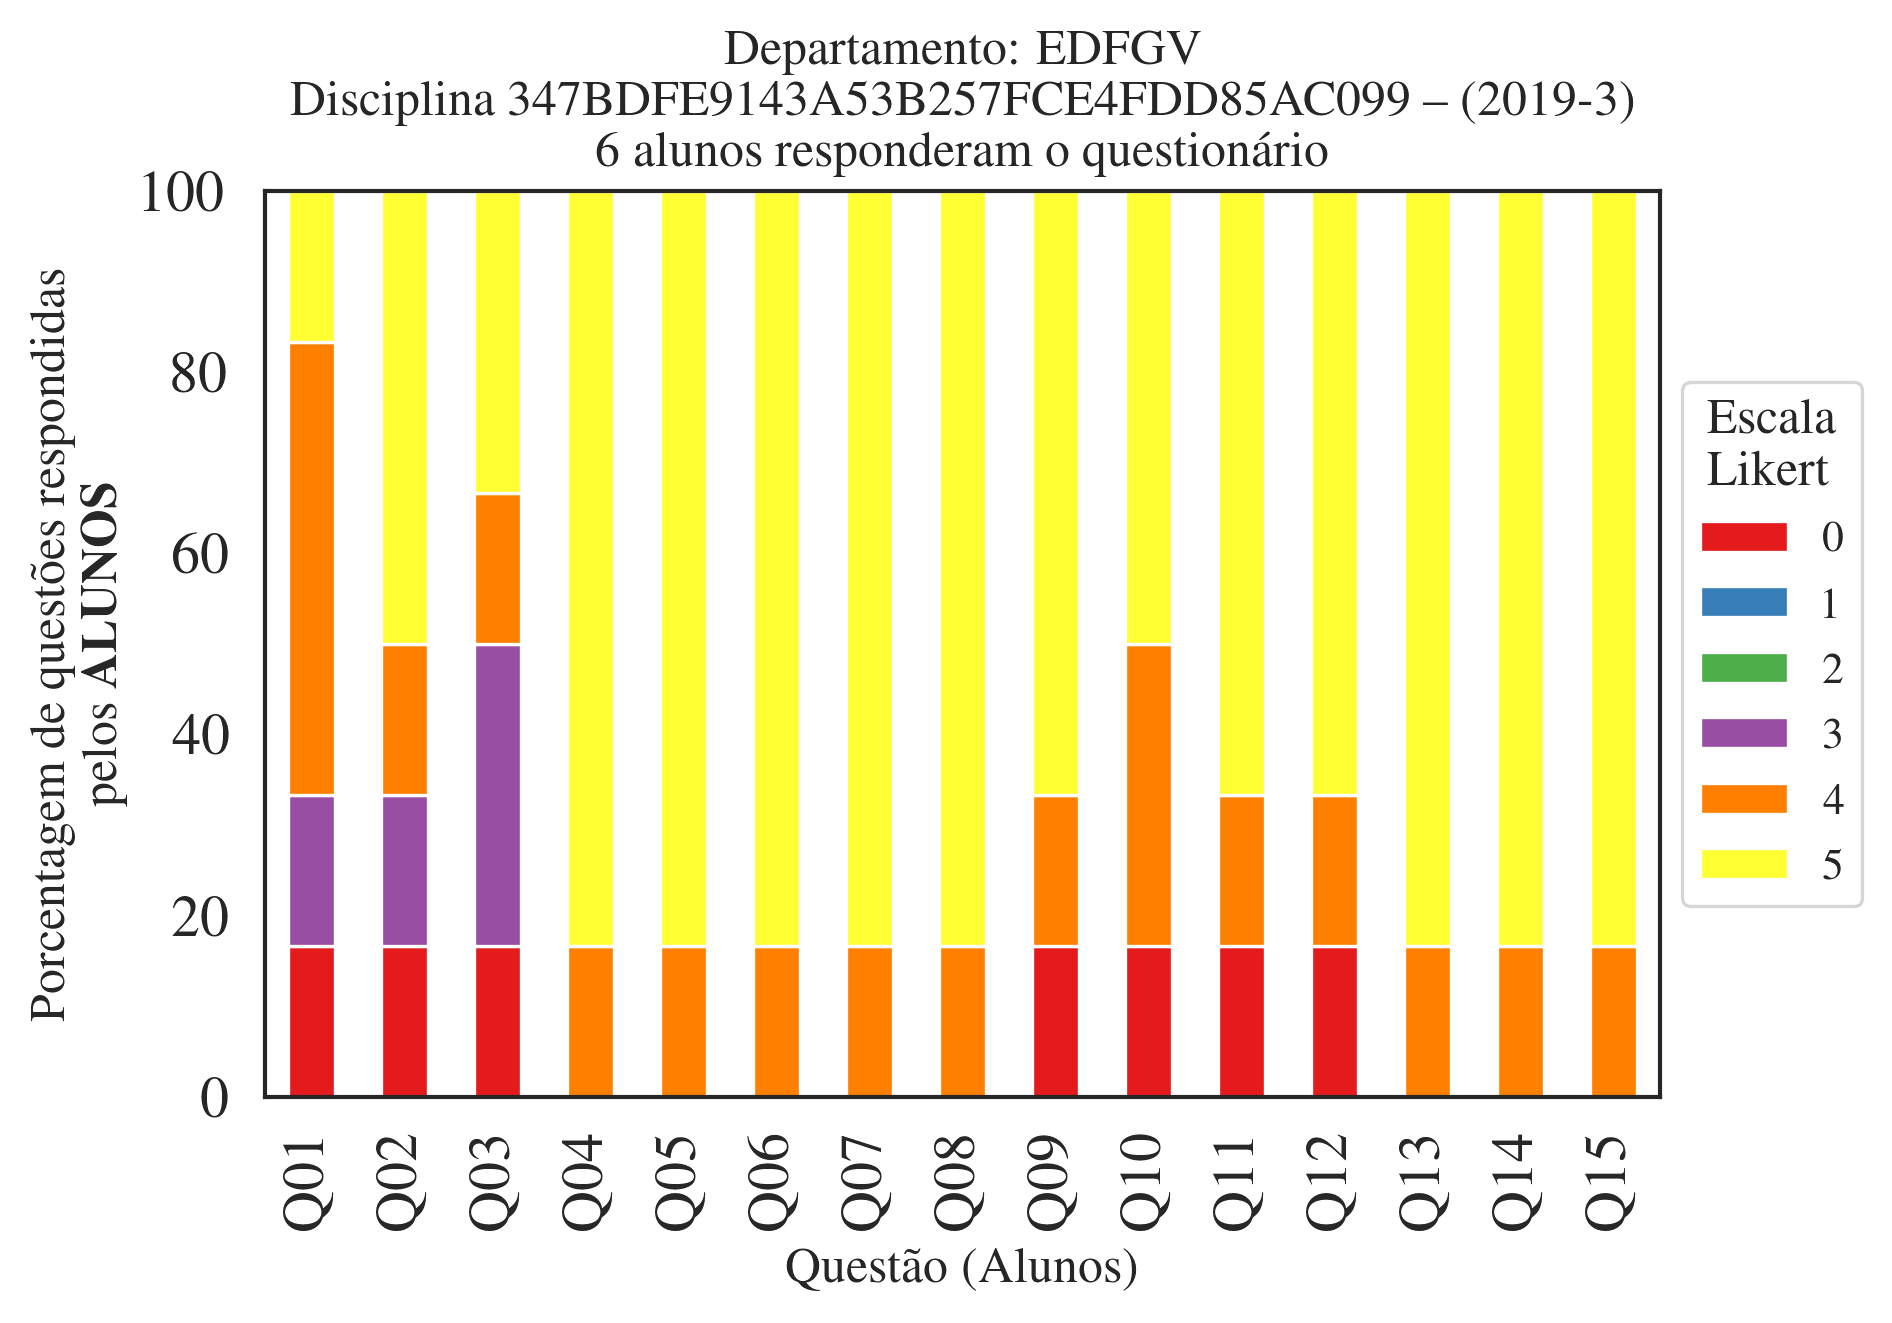 Departamento: EDFGV
Disciplina 347BDFE9143A53B257FCE4FDD85AC099 – (2019-3)
6 alunos responderam o questionário
Porcentagem de questões respondidas
pelos ALUNOS
100
80
60
40
20
0
Q01
Q02
Q03
Q04
Q05
Q06
Q07
Q08
Q09
Q10
Q11
Q12
Q13
Q14
Q15
Questão (Alunos)
Escala
Likert
0
1
2
3
4
5